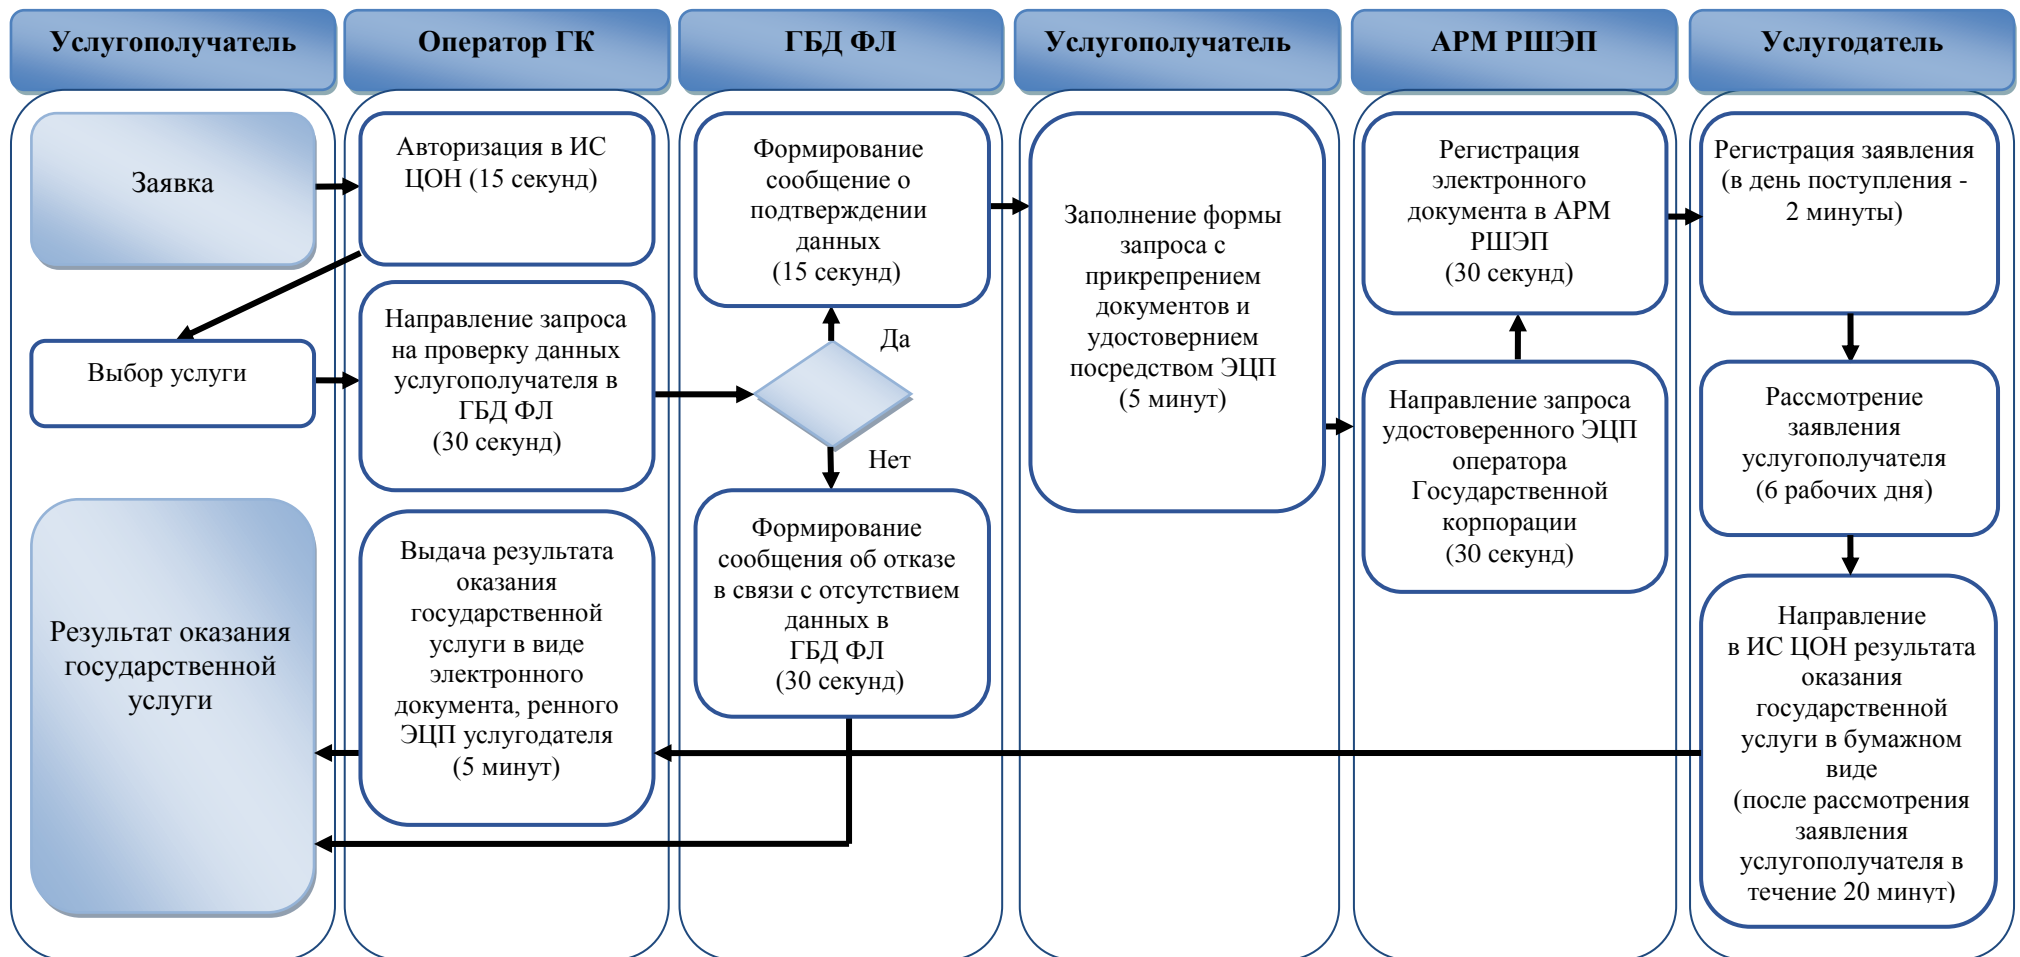 Услугополучатель
Оператор ГК
ГБД ФЛ
Услугополучатель
АРМ РШЭП
Услугодатель
Заявка
Выбор услуги
Результат оказания
государственной
услуги
Авторизация в ИС
ЦОН (15 секунд)
Направление запроса
на проверку данных
услугополучателя в
ГБД ФЛ
(30 секунд)
Выдача результата
оказания
государственной
услуги в виде
электронного
документа, ренного
ЭЦП услугодателя
(5 минут)
Формирование
сообщение о
подтверждении
данных
(15 секунд)
Да
Нет
Формирование
сообщения об отказе
в связи с отсутствием
данных в
ГБД ФЛ
(30 секунд)
Заполнение формы
запроса с
прикрепрением
документов и
удостовернием
посредством ЭЦП
(5 минут)
Регистрация
электронного
документа в АРМ
РШЭП
(30 секунд)
Направление запроса
удостоверенного ЭЦП
оператора
Государственной
корпорации
(30 секунд)
Регистрация заявления
(в день поступления -
2 минуты)
Рассмотрение
заявления
услугополучателя
(6 рабочих дня)
Направление
в ИС ЦОН результата
оказания
государственной
услуги в бумажном
виде
(после рассмотрения
заявления
услугополучателя в
течение 20 минут)